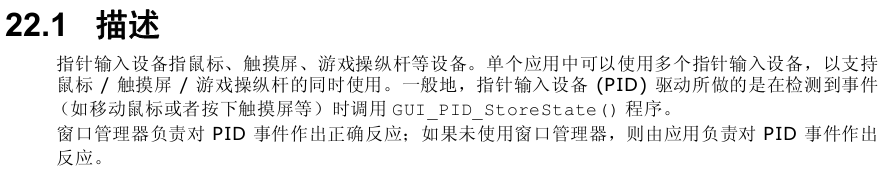 22.1 描述
指针输入设备指鼠标、触摸屏、游戏操纵杆等设备。单个应用中可以使用多个指针输入设备，以支持
鼠标 / 触摸屏 / 游戏操纵杆的同时使用。一般地，指针输入设备 (PID) 驱动所做的是在检测到事件
（如移动鼠标或者按下触摸屏等）时调用 GUI_PID_StoreState() 程序。
窗口管理器负责对 PID 事件作出正确反应；如果未使用窗口管理器，则由应用负责对 PID 事件作出
反应。